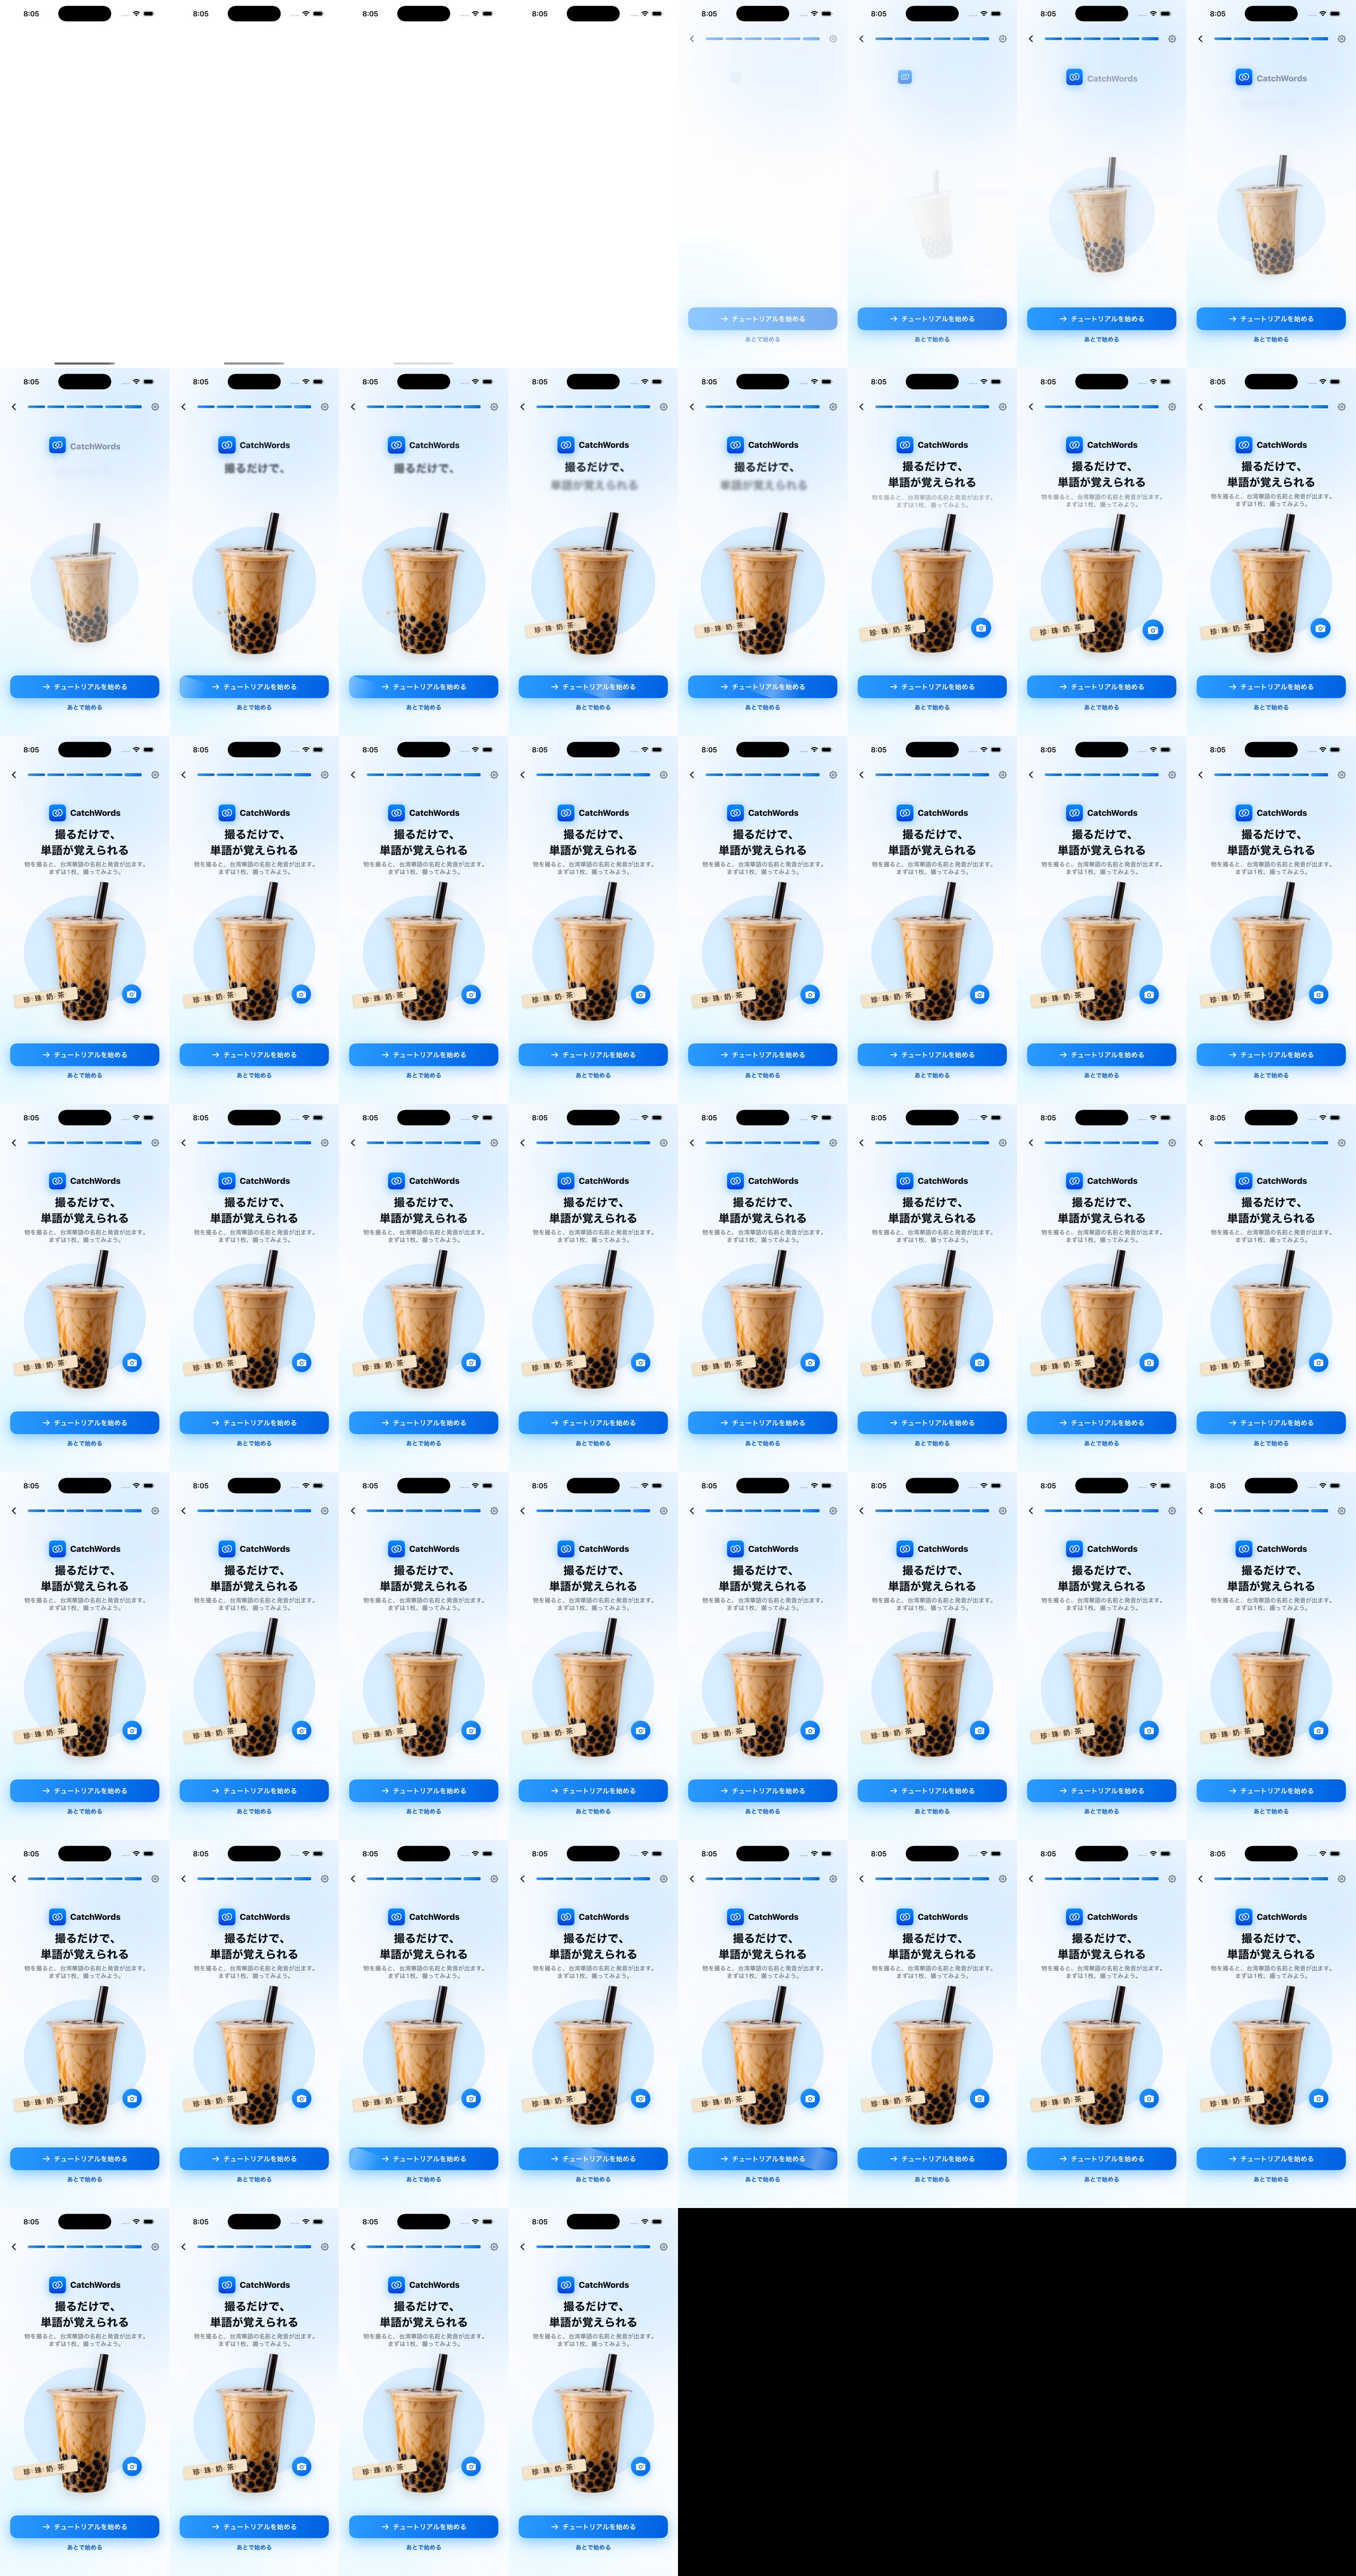 8:05
CatchWords
撮るだけで、
単語が覚えられる
物を撮ると、台湾華語の名前と発音が出ます。
まずは1枚、撮ってみよう。
珍珠奶茶
→ チュートリアルを始める
あとで始める